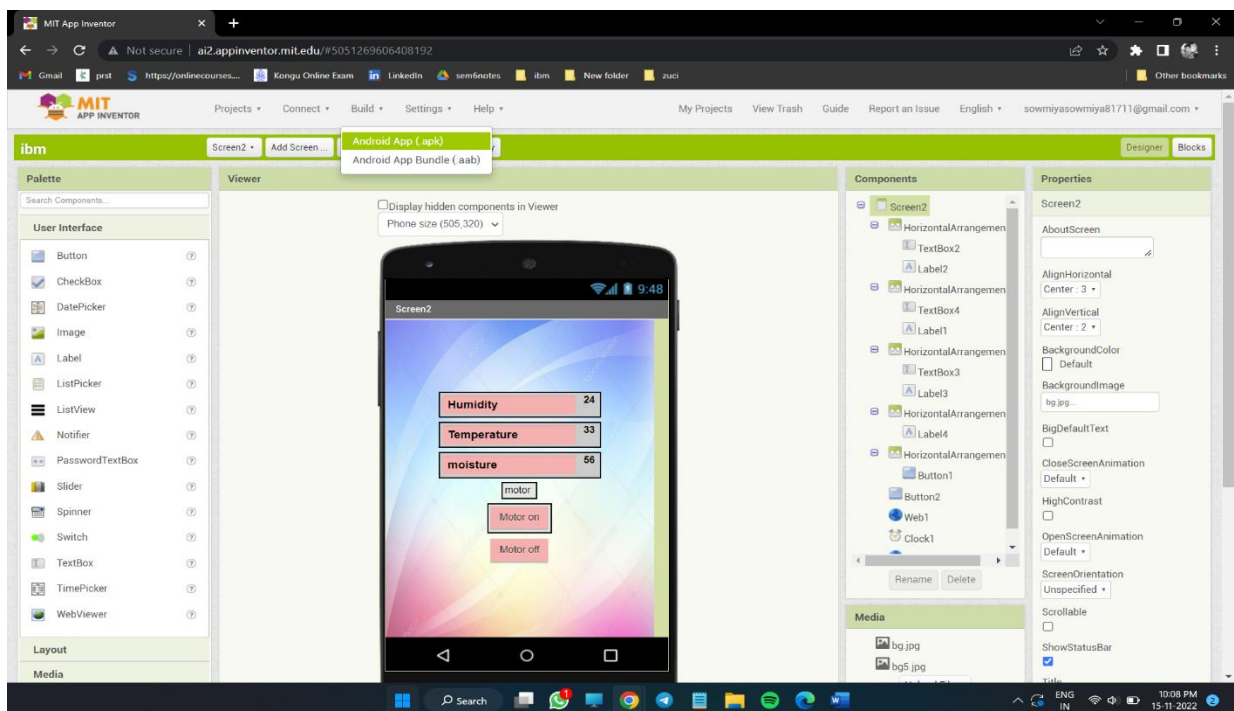 MIT App Inventor
Not secure | ai2.appinventor.mit.edu/#5051269606408192
Gmail prst https://onlinecourses.... Kongu Online Exam LinkedIn sem6notes ibm New folder zuci Other bookmarks
MIT APP INVENTOR Projects Connect Build Settings Help My Projects View Trash Guide Report an Issue English sowmiyasowmiya81711@gmail.com
Android App (.apk)
Android App Bundle (.aab)
ibm Screen2 Add Screen ... Designer Blocks
Palette
Search Components...
User Interface
Button
CheckBox
DatePicker
Image
Label
ListPicker
ListView
Notifier
PasswordTextBox
Slider
Spinner
Switch
TextBox
TimePicker
WebViewer
Layout
Media
Viewer
Display hidden components in Viewer
Phone size (505,320)
9:48
Screen2
Humidity 24
Temperature 33
moisture 56
motor
Motor on
Motor off
Components
Screen2
HorizontalArrangemen
TextBox2
Label2
HorizontalArrangemen
TextBox4
Label1
HorizontalArrangemen
TextBox3
Label3
HorizontalArrangemen
Label4
HorizontalArrangemen
Button1
Button2
Web1
Clock1
Rename Delete
Media
bg.jpg
bg5.jpg
Properties
Screen2
AboutScreen
AlignHorizontal
Center : 3
AlignVertical
Center : 2
BackgroundColor
Default
BackgroundImage
bg.jpg...
BigDefaultText
CloseScreenAnimation
Default
HighContrast
OpenScreenAnimation
Default
ScreenOrientation
Unspecified
Scrollable
ShowStatusBar
Title
Search
ENG
IN
10:08 PM
15-11-2022
2